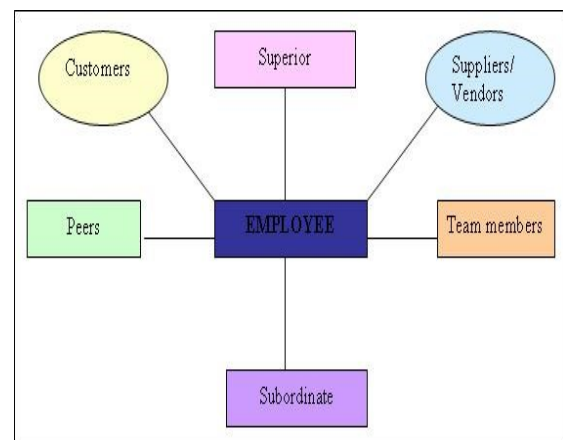 Customers
Superior
Suppliers/
Vendors
Peers
EMPLOYEE
Team members
Subordinate